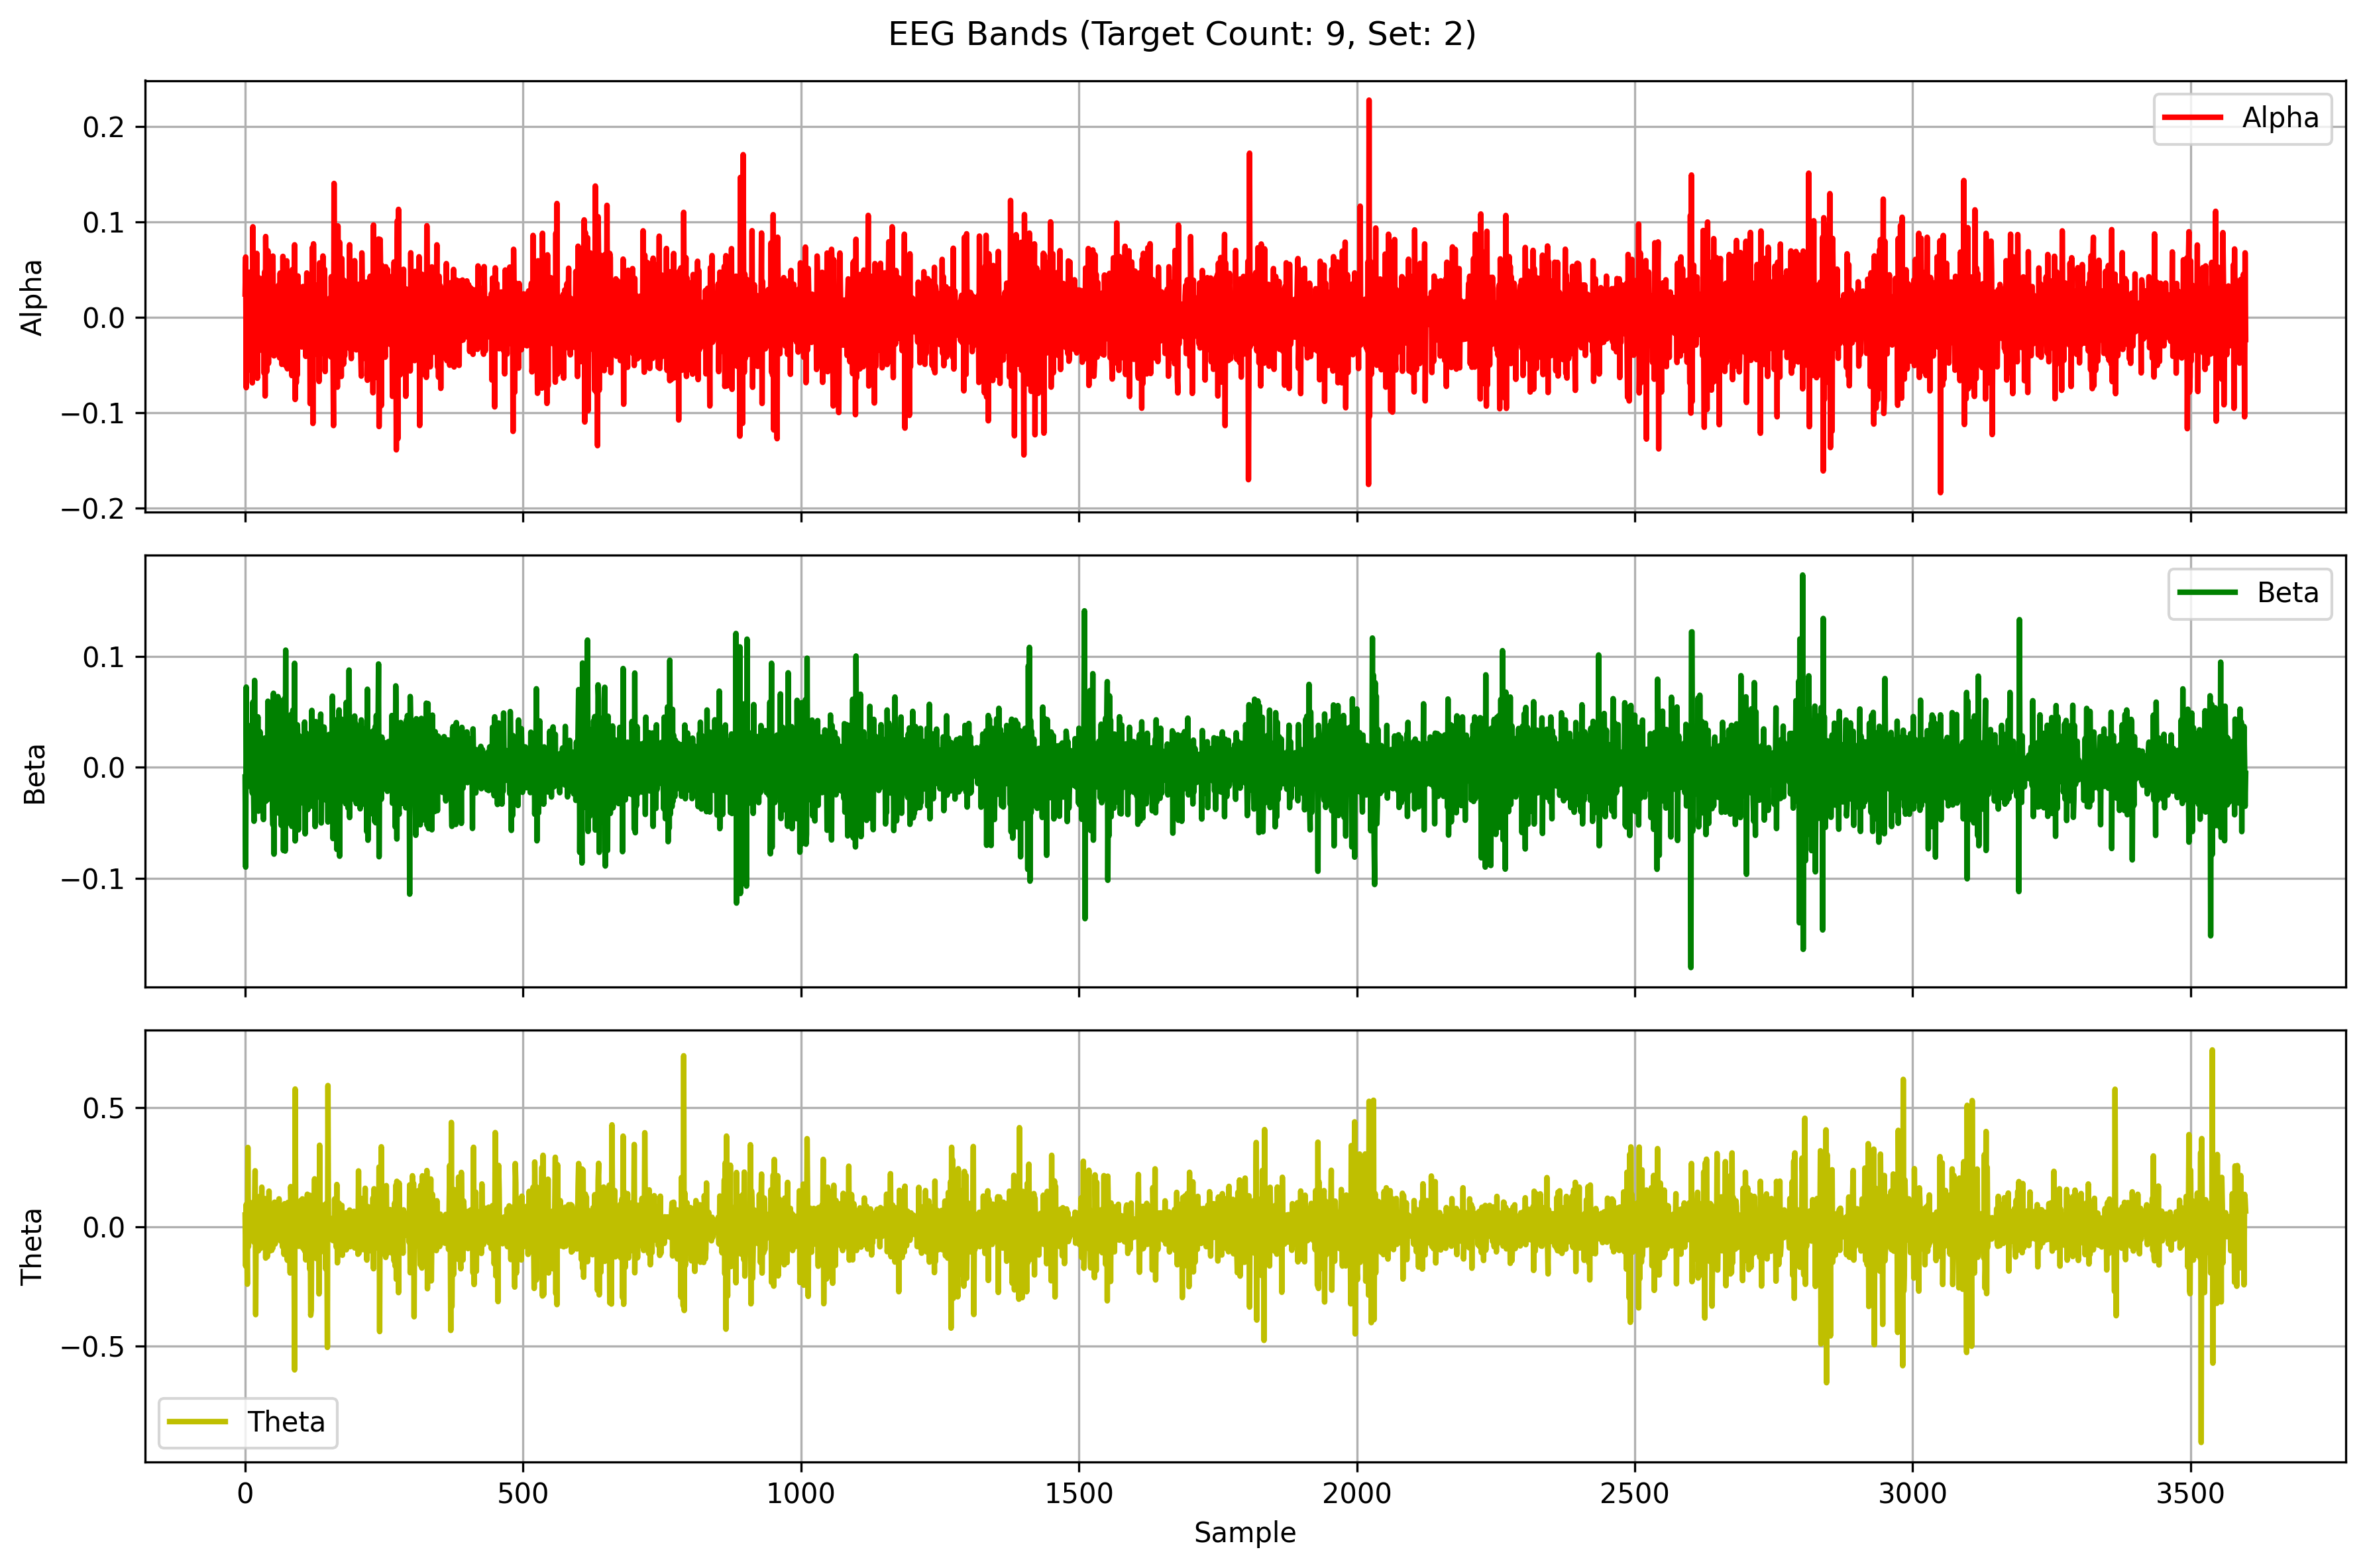 EEG Bands (Target Count: 9, Set: 2)
Alpha
0.2
0.1
0.0
−0.1
−0.2
Alpha
Beta
0.1
0.0
−0.1
Beta
Theta
0.5
0.0
−0.5
Theta
0 500 1000 1500 2000 2500 3000 3500
Sample